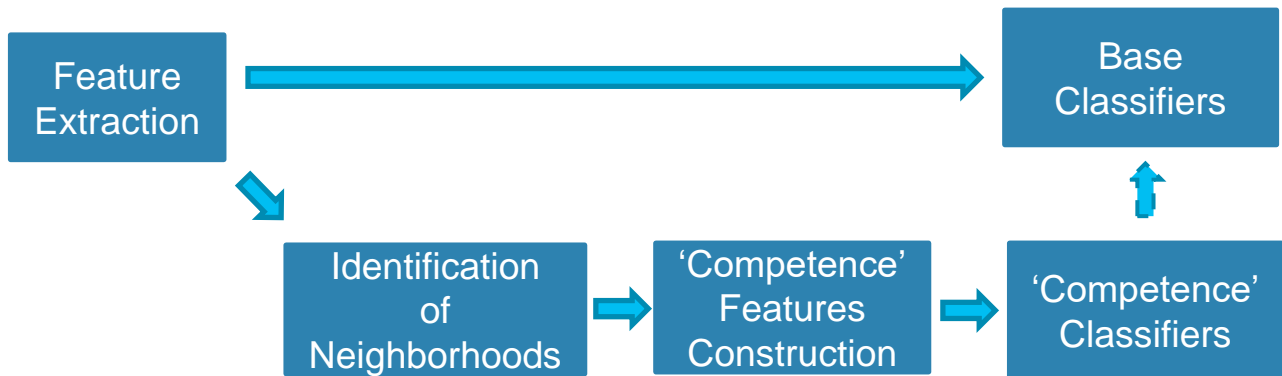 Feature
Extraction
Base
Classifiers
Identification
of
Neighborhoods
‘Competence’
Features
Construction
‘Competence’
Classifiers